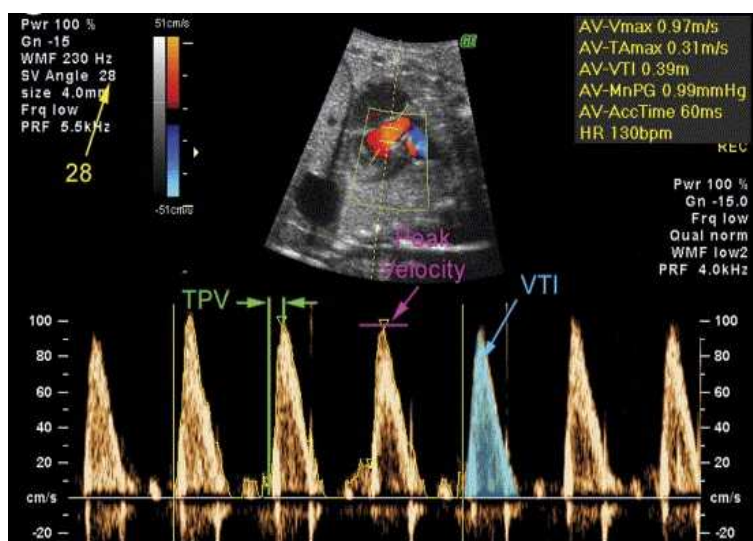 Pwr 100 %
Gn -15
WMF 230 Hz
SV Angle 28
size 4.0mm
Frq low
PRF 5.5kHz
28
51cm/s
-51cm/s
GE
AV-Vmax 0.97m/s
AV-TAmax 0.31m/s
AV-VTI 0.39m
AV-MnPG 0.99mmHg
AV-AccTime 60ms
HR 130bpm
REC
Pwr 100 %
Gn -15.0
Frq low
Qual norm
WMF low2
PRF 4.0kHz
Peak
Velocity
TPV
VTI
100
80
60
40
20
cm/s
-20
100
80
60
40
20
cm/s
-20